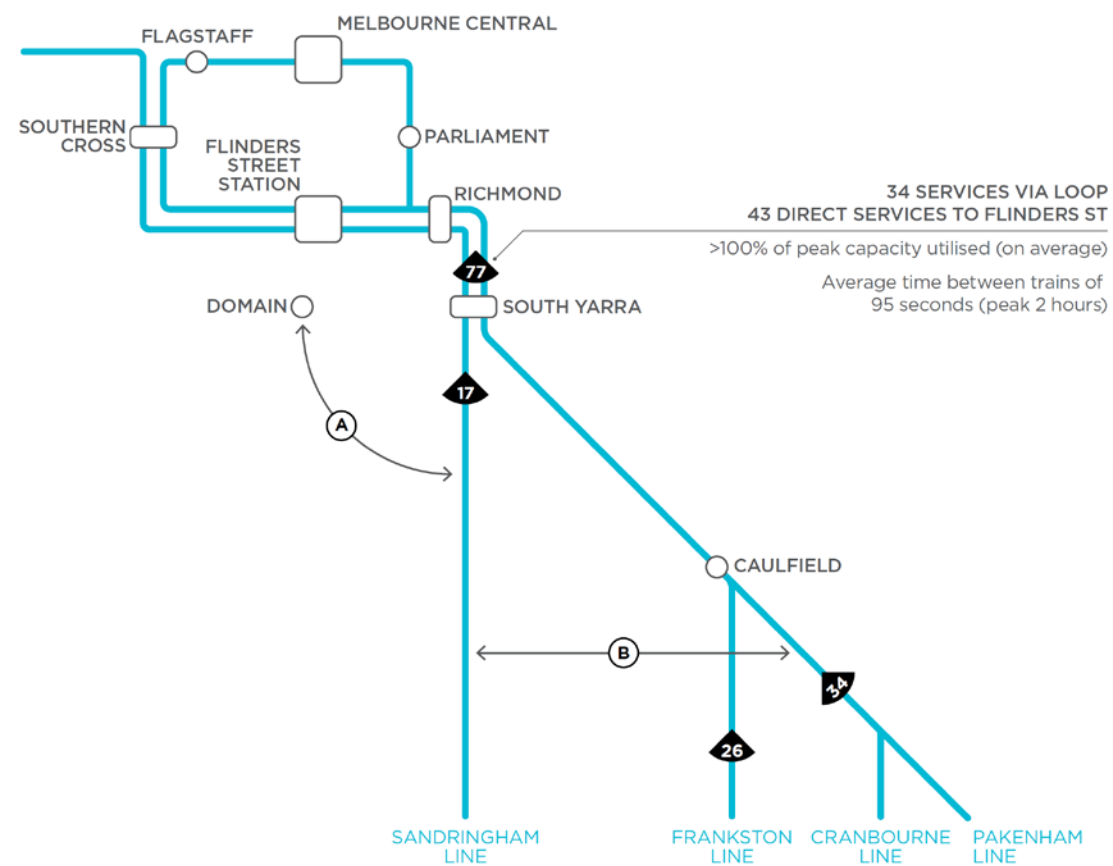 MELBOURNE CENTRAL
FLAGSTAFF
SOUTHERN
CROSS
FLINDERS
STREET
STATION
PARLIAMENT
RICHMOND
34 SERVICES VIA LOOP
43 DIRECT SERVICES TO FLINDERS ST
>100% of peak capacity utilised (on average)
Average time between trains of
95 seconds (peak 2 hours)
77
DOMAIN
SOUTH YARRA
17
A
CAULFIELD
B
34
26
SANDRINGHAM
LINE
FRANKSTON
LINE
CRANBOURNE
LINE
PAKENHAM
LINE